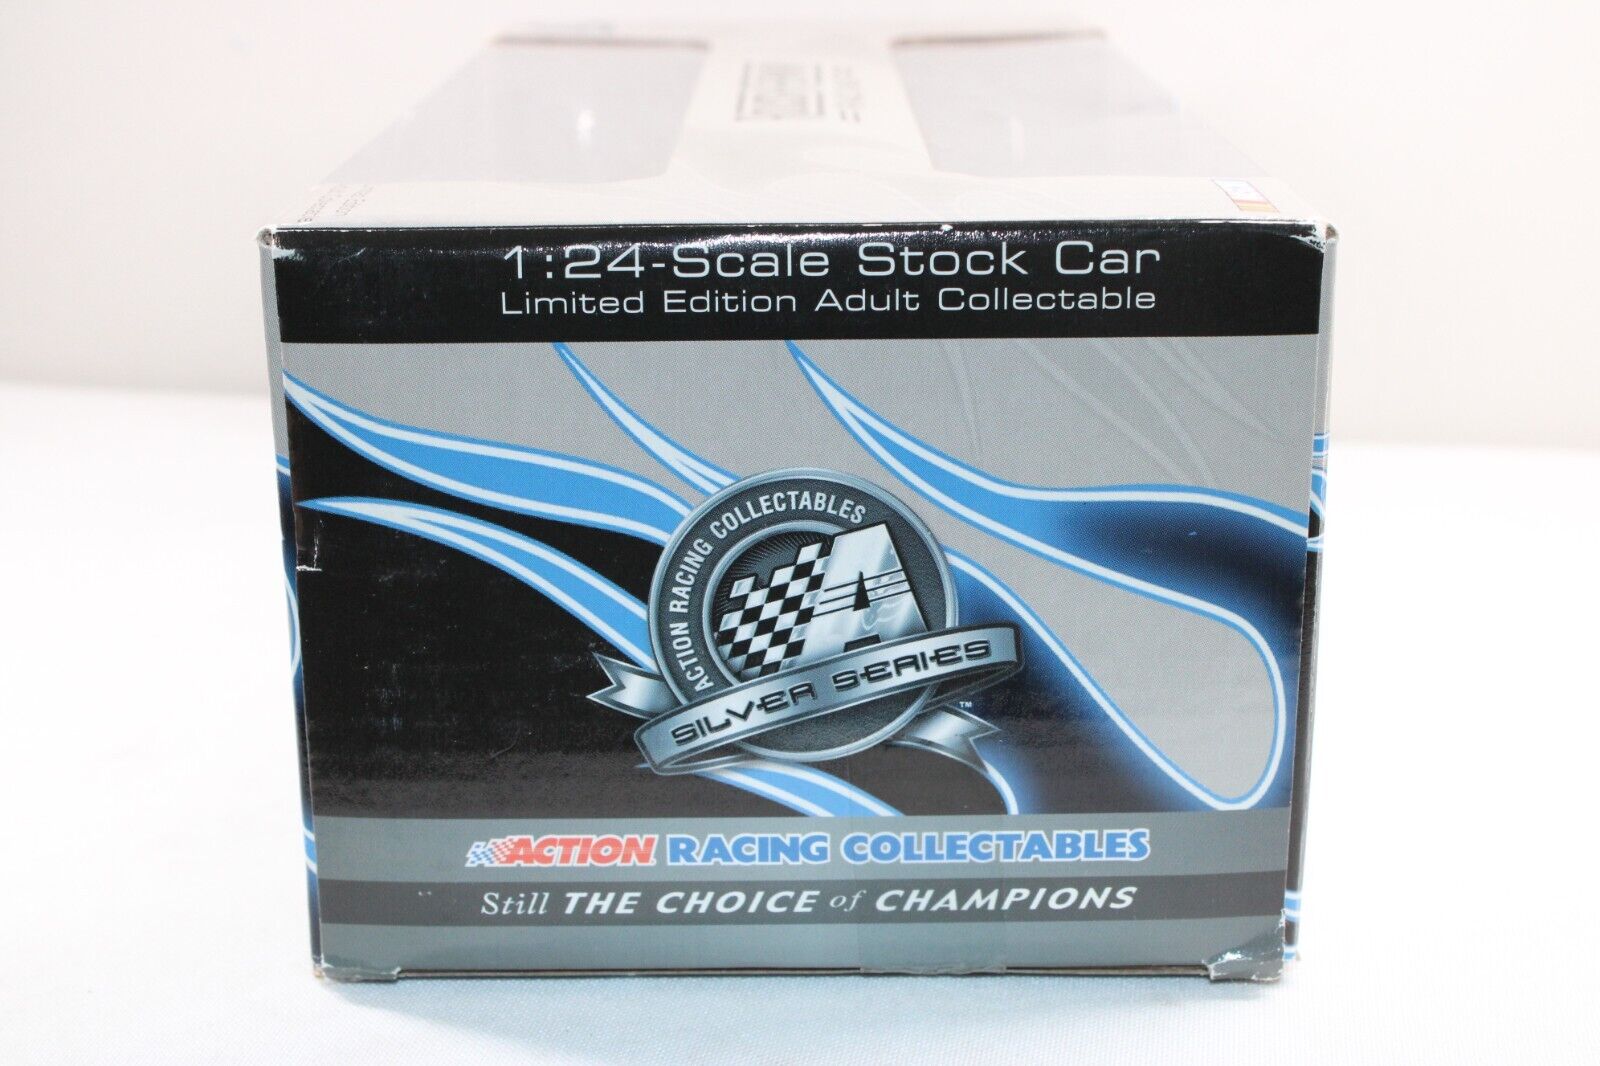 1:24-Scale Stock Car
Limited Edition Adult Collectable
ACTION RACING COLLECTABLES
A
SILVER SERIES
TM
ACTION RACING COLLECTABLES
Still THE CHOICE of CHAMPIONS